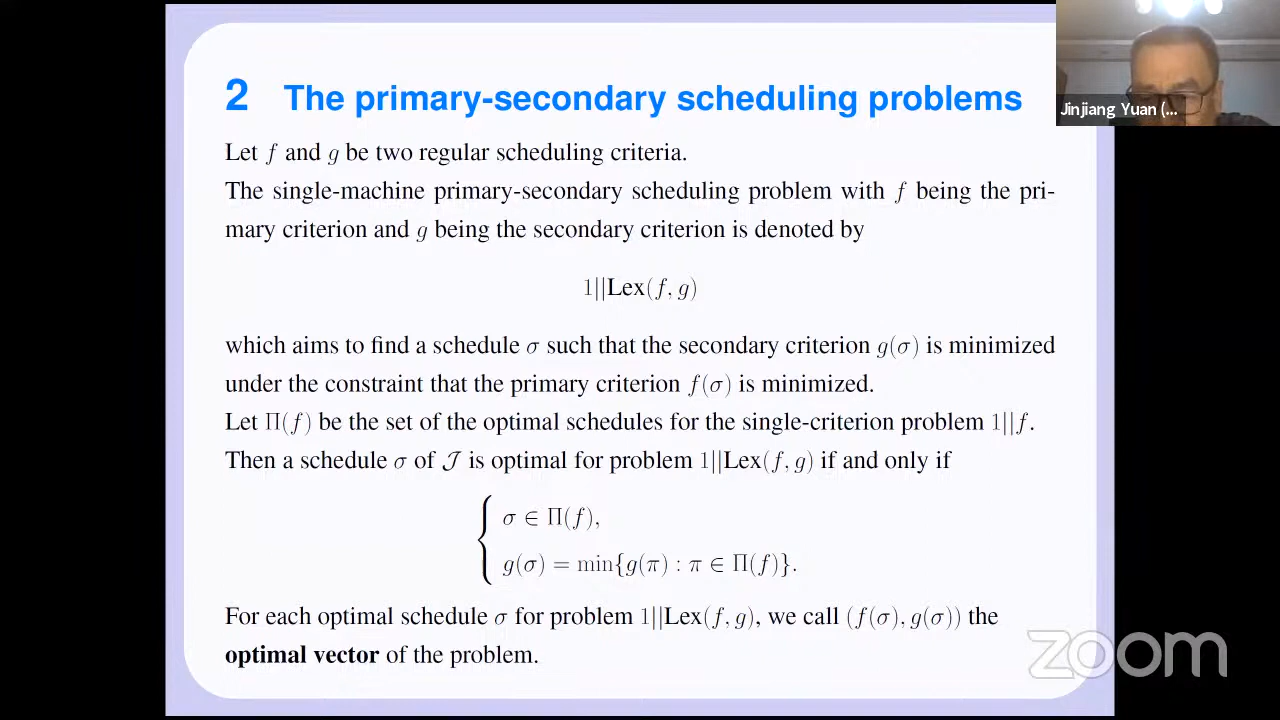 2 The primary-secondary scheduling problems
Jinjiang Yuan (...
Let f and g be two regular scheduling criteria.
The single-machine primary-secondary scheduling problem with f being the pri-
mary criterion and g being the secondary criterion is denoted by
1||Lex(f, g)
which aims to find a schedule σ such that the secondary criterion g(σ) is minimized
under the constraint that the primary criterion f(σ) is minimized.
Let Π(f) be the set of the optimal schedules for the single-criterion problem 1||f.
Then a schedule σ of 𝒥 is optimal for problem 1||Lex(f, g) if and only if
σ ∈ Π(f),
g(σ) = min{g(π) : π ∈ Π(f)}.
For each optimal schedule σ for problem 1||Lex(f, g), we call (f(σ), g(σ)) the
optimal vector of the problem.
zoom